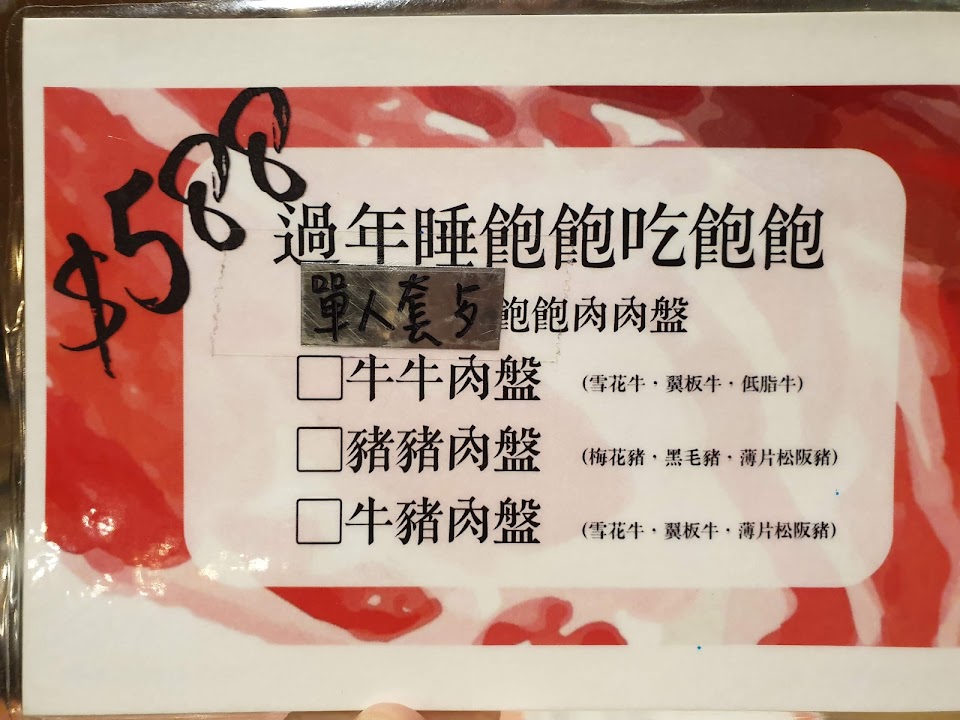 $588
過年睡飽飽吃飽飽
單人套歺 飽飽肉肉盤
□牛牛肉盤 (雪花牛・翼板牛・低脂牛)
□豬豬肉盤 (梅花豬・黑毛豬・薄片松阪豬)
□牛豬肉盤 (雪花牛・翼板牛・薄片松阪豬)